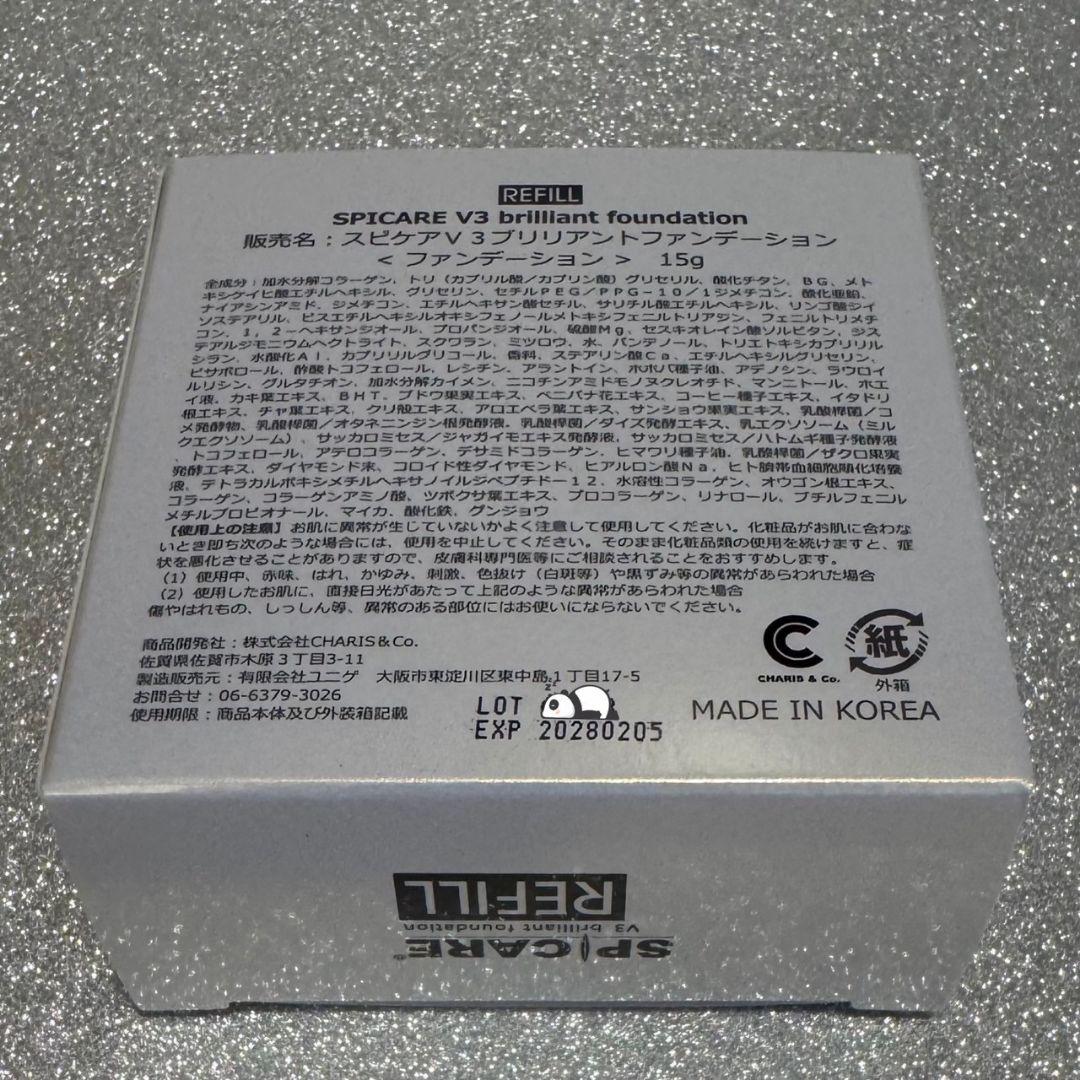 REFILL
SPICARE V3 brilliant foundation
販売名：スピケアＶ３ブリリアントファンデーション
＜ファンデーション＞ 15g
全成分：加水分解コラーゲン、トリ（カプリル酸／カプリン酸）グリセリル、酸化チタン、ＢＧ、メト
キシケイヒ酸エチルヘキシル、グリセリン、セチルＰＥＧ／ＰＰＧ－１０／１ジメチコン、酸化亜鉛、
ナイアシンアミド、ジメチコン、エチルヘキサン酸セチル、サリチル酸エチルヘキシル、リンゴ酸ジイ
ソステアリル、ビスエチルヘキシルオキシフェノールメトキシフェニルトリアジン、フェニルトリメチ
コン、１，２－ヘキサンジオール、プロパンジオール、硫酸Ｍｇ、セスキオレイン酸ソルビタン、ジス
テアルジモニウムヘクトライト、スクワラン、ミツロウ、水、パンテノール、トリエトキシカプリリル
シラン、水酸化Ａｌ、カプリリルグリコール、香料、ステアリン酸Ｃａ、エチルヘキシルグリセリン、
ビサボロール、酢酸トコフェロール、レシチン、アラントイン、ホホバ種子油、アデノシン、ラウロイ
ルリシン、グルタチオン、加水分解カイメン、ニコチンアミドモノヌクレオチド、マンニトール、ホエ
イ液、カキ葉エキス、ＢＨＴ、ブドウ果実エキス、ベニバナ花エキス、コーヒー種子エキス、イタドリ
根エキス、チャ葉エキス、クリ殻エキス、アロエベラ葉エキス、サンショウ果実エキス、乳酸桿菌／コ
メ発酵物、乳酸桿菌／オタネニンジン根発酵液、乳酸桿菌／ダイズ発酵エキス、乳エクソソーム（ミル
クエクソソーム）、サッカロミセス／ジャガイモエキス発酵液、サッカロミセス／ハトムギ種子発酵液
、トコフェロール、アテロコラーゲン、デサミドコラーゲン、ヒマワリ種子油、乳酸桿菌／ザクロ果実
発酵エキス、ダイヤモンド末、コロイド性ダイヤモンド、ヒアルロン酸Ｎａ、ヒト臍帯血細胞順化培養
液、テトラカルボキシメチルヘキサノイルジペプチド－１２、水溶性コラーゲン、オウゴン根エキス、
コラーゲン、コラーゲンアミノ酸、ツボクサ葉エキス、プロコラーゲン、リナロール、ブチルフェニル
メチルプロピオナール、マイカ、酸化鉄、グンジョウ
【使用上の注意】お肌に異常が生じていないかよく注意して使用してください。化粧品がお肌に合わな
いとき即ち次のような場合には、使用を中止してください。そのまま化粧品類の使用を続けますと、症
状を悪化させることがありますので、皮膚科専門医等にご相談されることをおすすめします。
（1）使用中、赤味、はれ、かゆみ、刺激、色抜け（白斑等）や黒ずみ等の異常があらわれた場合
（2）使用したお肌に、直接日光があたって上記のような異常があらわれた場合
傷やはれもの、しっしん等、異常のある部位にはお使いにならないでください。
商品開発社：株式会社CHARIS＆Co.
佐賀県佐賀市木原３丁目3-11
製造販売元：有限会社ユニゲ 大阪市東淀川区東中島１丁目17-5
お問合せ：06-6379-3026
使用期限：商品本体及び外装箱記載
CHARIS & Co.
紙
外箱
LOT
EXP 20280205
MADE IN KOREA
REFILL
V3 brilliant foundation
SPICARE®